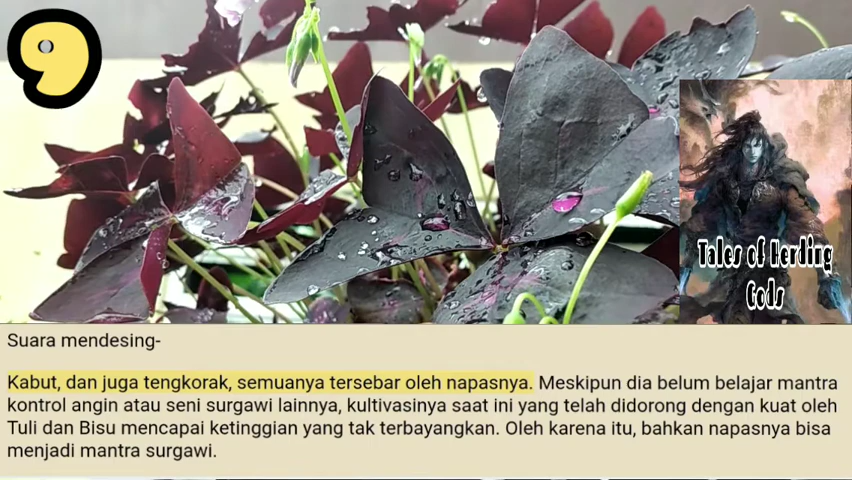 9
Tales of Herding
Gods
Suara mendesing-
Kabut, dan juga tengkorak, semuanya tersebar oleh napasnya. Meskipun dia belum belajar mantra
kontrol angin atau seni surgawi lainnya, kultivasinya saat ini yang telah didorong dengan kuat oleh
Tuli dan Bisu mencapai ketinggian yang tak terbayangkan. Oleh karena itu, bahkan napasnya bisa
menjadi mantra surgawi.